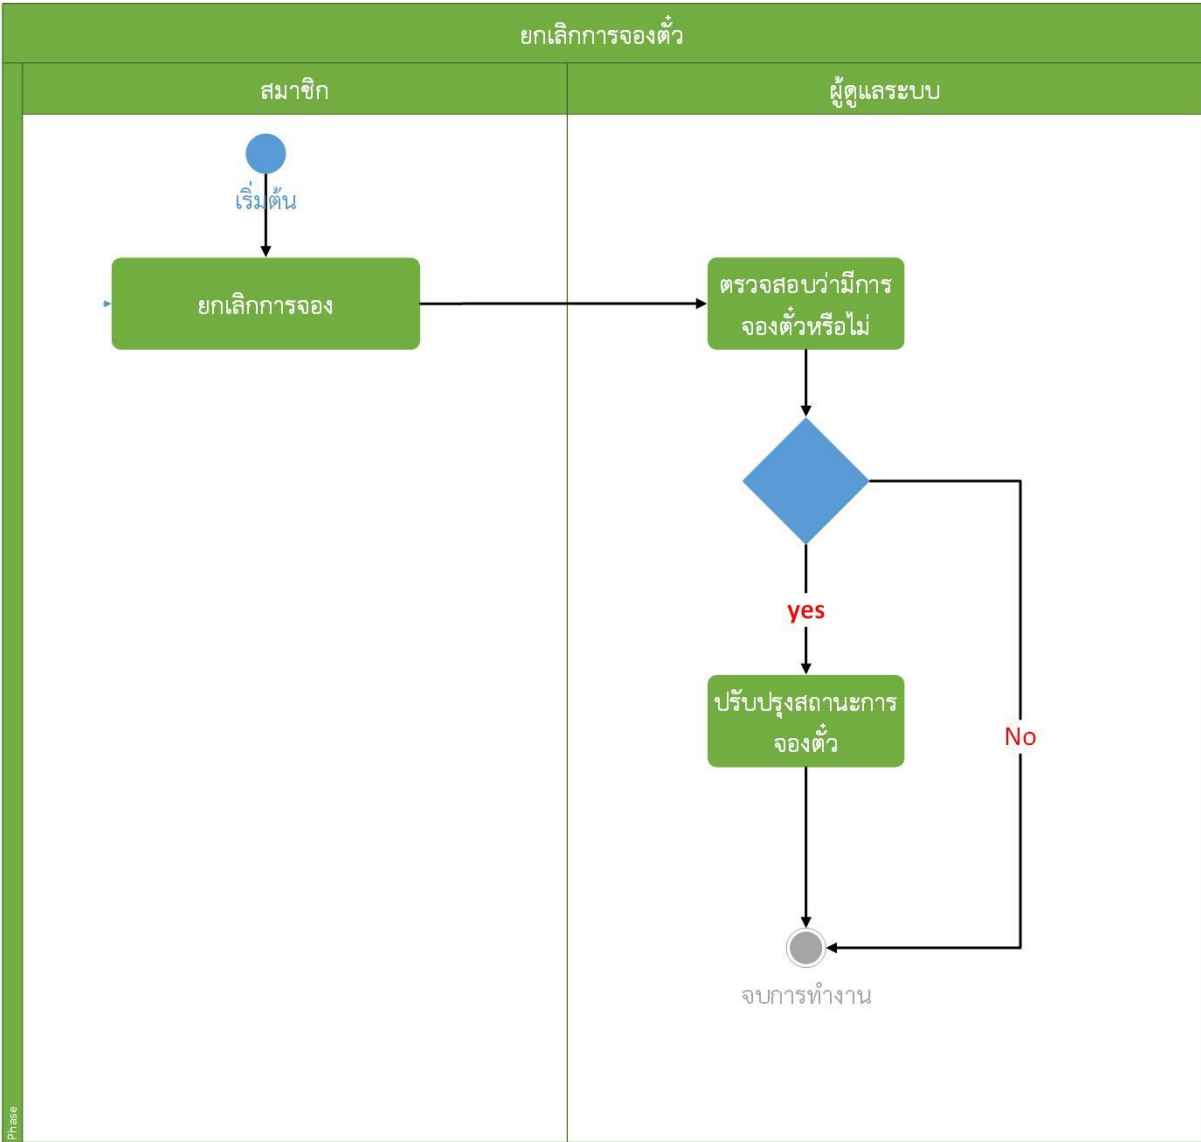 ยกเลิกการจองตั๋ว
สมาชิก
ผู้ดูแลระบบ
เริ่มต้น
ยกเลิกการจอง
ตรวจสอบว่ามีการ
จองตั๋วหรือไม่
yes
ปรับปรุงสถานะการ
จองตั๋ว
No
จบการทำงาน
Phase